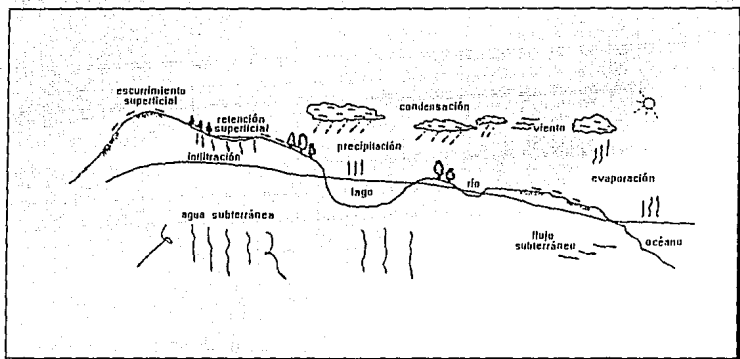 escurrimiento
superficial
retención
superficial
infiltración
condensación
precipitación
viento
evaporación
lago
río
agua subterránea
flujo
subterráneo
océano